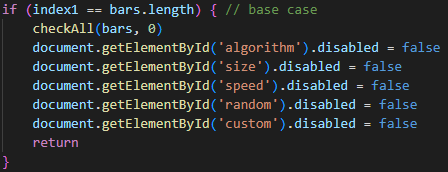 if (index1 == bars.length) { // base case
checkAll(bars, 0)
document.getElementById('algorithm').disabled = false
document.getElementById('size').disabled = false
document.getElementById('speed').disabled = false
document.getElementById('random').disabled = false
document.getElementById('custom').disabled = false
return
}